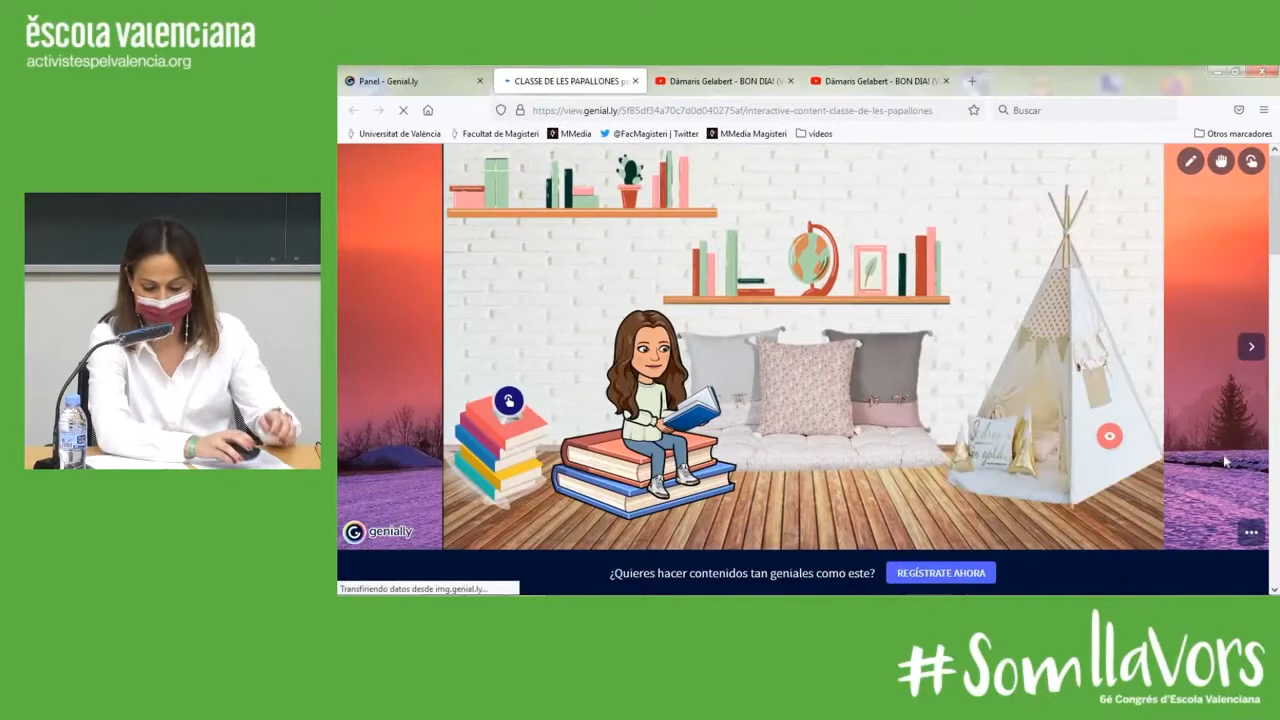 ĕscola valenciana
activistespelvalencia.org
Panel - Genial.ly
CLASSE DE LES PAPALLONES po
Dàmaris Gelabert - BON DIA! (V
Dàmaris Gelabert - BON DIA! (V
https://view.genial.ly/5f85df34a70c7d0d040275af/interactive-content-classe-de-les-papallones
Buscar
Universitat de València
Facultat de Magisteri
MMedia
@FacMagisteri | Twitter
MMedia Magisteri
vídeos
Otros marcadores
genially
¿Quieres hacer contenidos tan geniales como este?
REGÍSTRATE AHORA
Transfiriendo datos desde img.genial.ly...
#Somllavors
6é Congrés d'Escola Valenciana